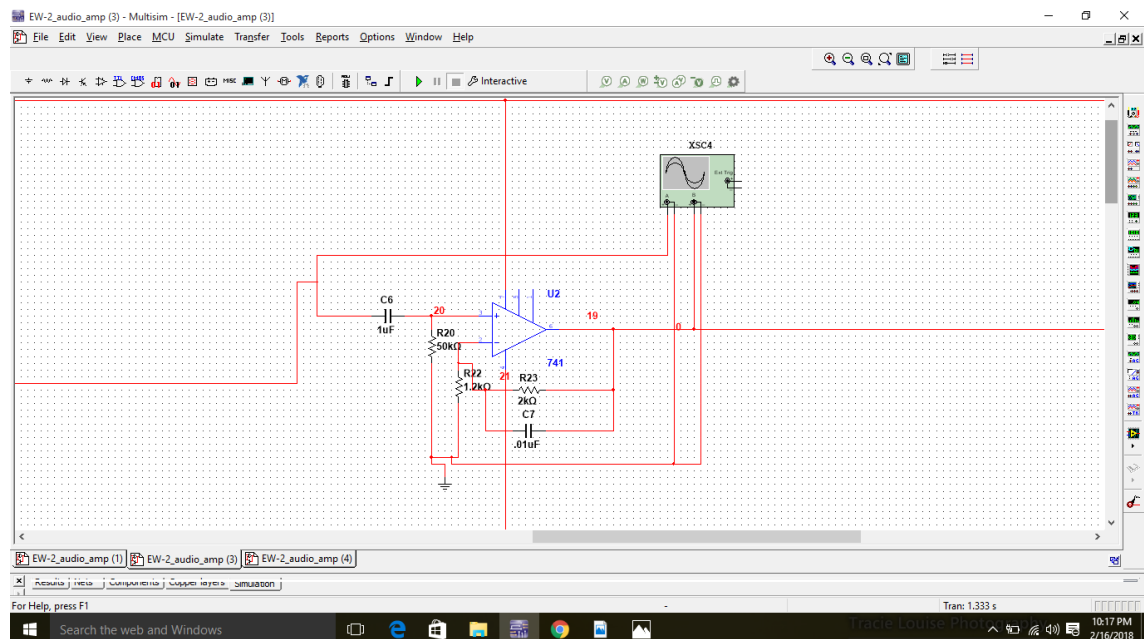 EW-2_audio_amp (3) - Multisim - [EW-2_audio_amp (3)]
File Edit View Place MCU Simulate Transfer Tools Reports Options Window Help
MISC Interactive
XSC4
Ext Trig
A B
C6
1uF
20
R20
50kΩ
U2
19
0
741
R22
1.2kΩ
21
R23
2kΩ
C7
.01uF
EW-2_audio_amp (1) EW-2_audio_amp (3) EW-2_audio_amp (4)
Results Nets Components Copper layers Simulation
For Help, press F1 - Tran: 1.333 s
Search the web and Windows
Tracie Louise Photography
10:17 PM
2/16/2018